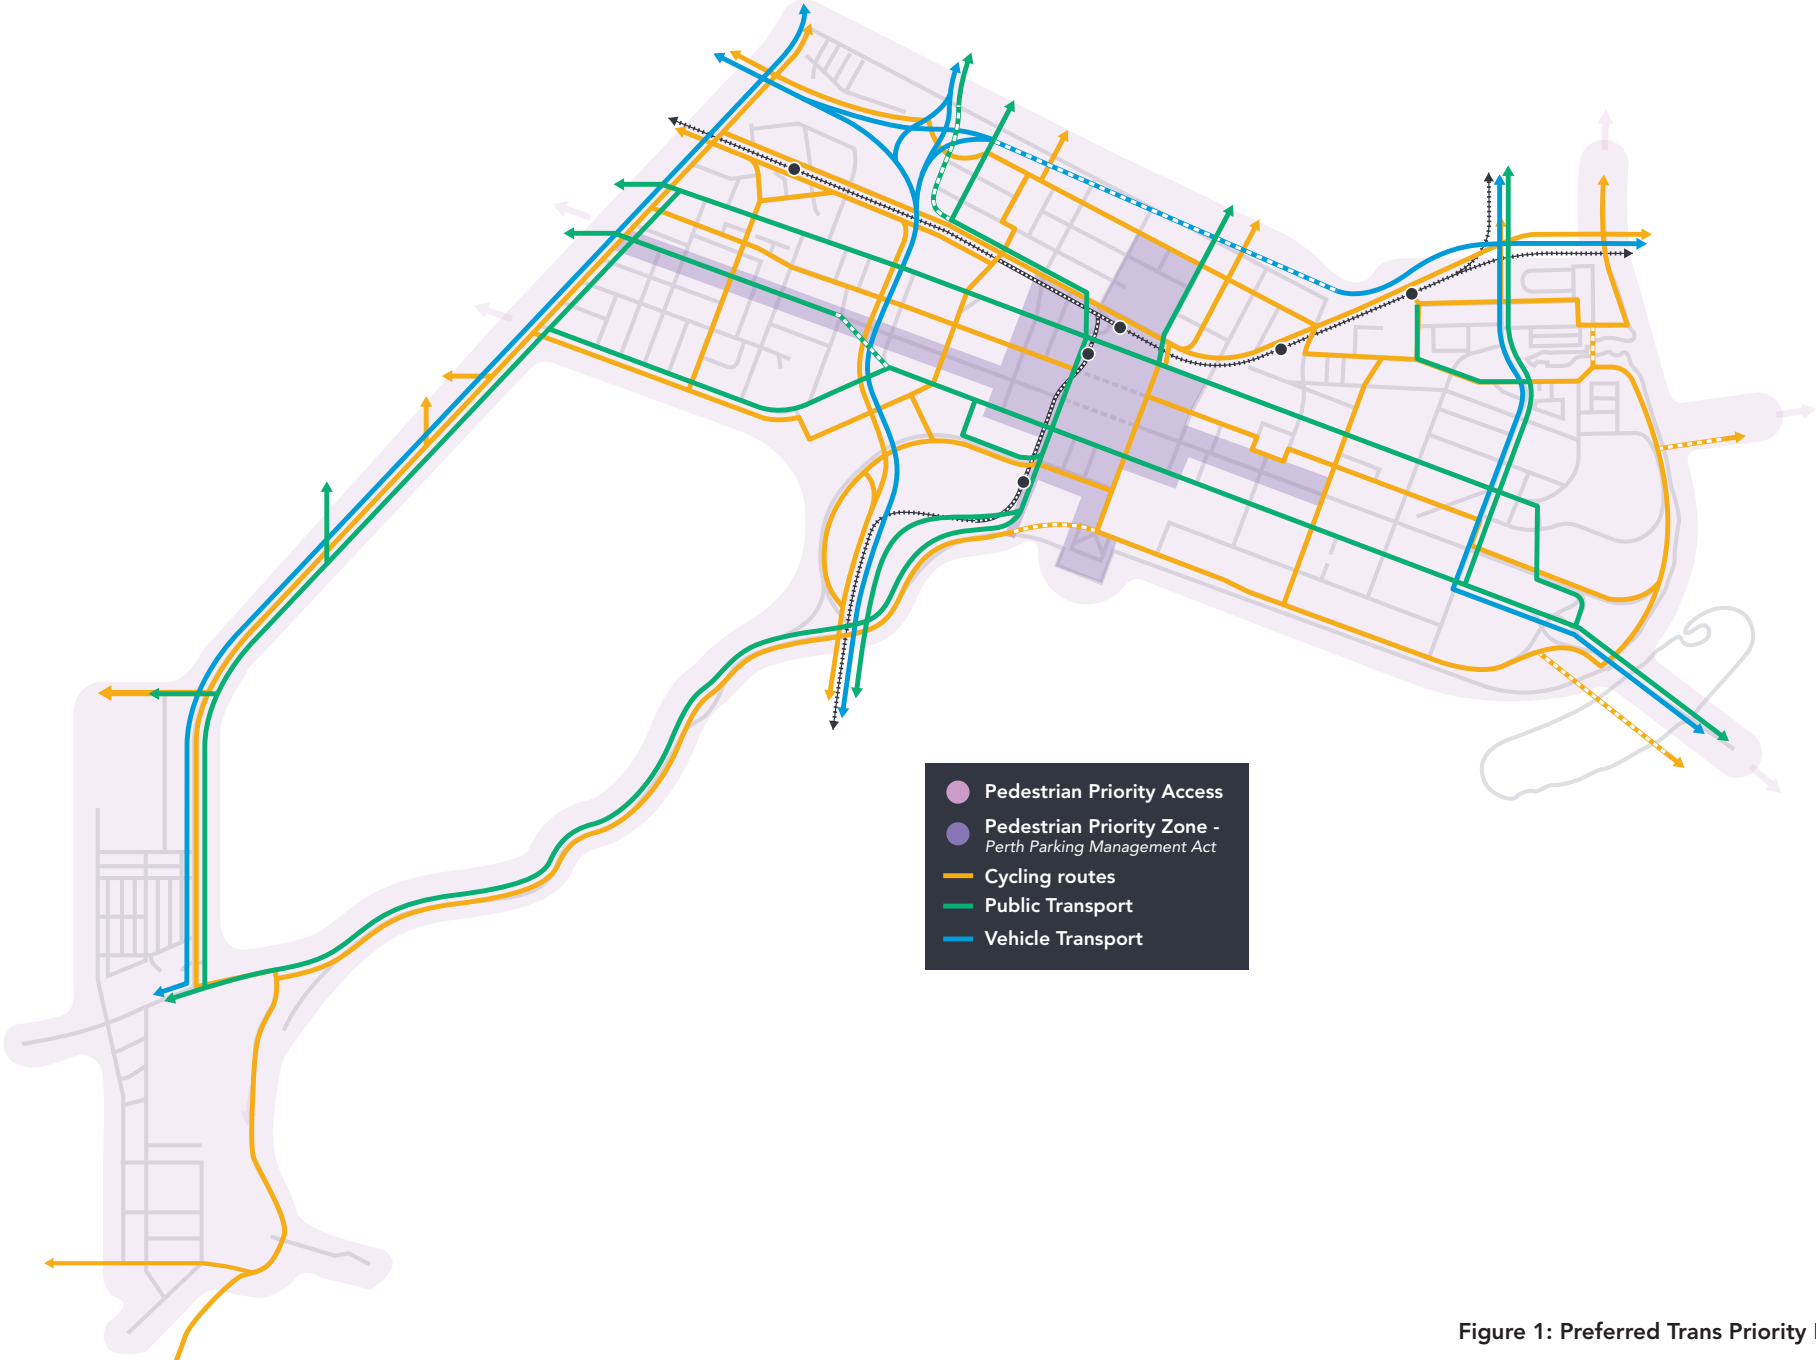 Pedestrian Priority Access
Pedestrian Priority Zone -
Perth Parking Management Act
Cycling routes
Public Transport
Vehicle Transport
Figure 1: Preferred Trans Priority